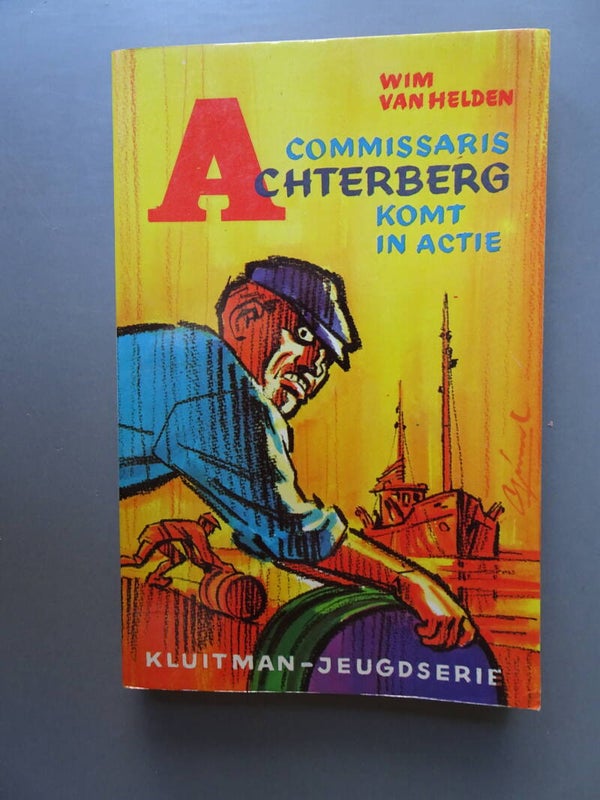 WIM
VAN HELDEN
COMMISSARIS
ACHTERBERG
KOMT
IN ACTIE
KLUITMAN-JEUGDSERIE